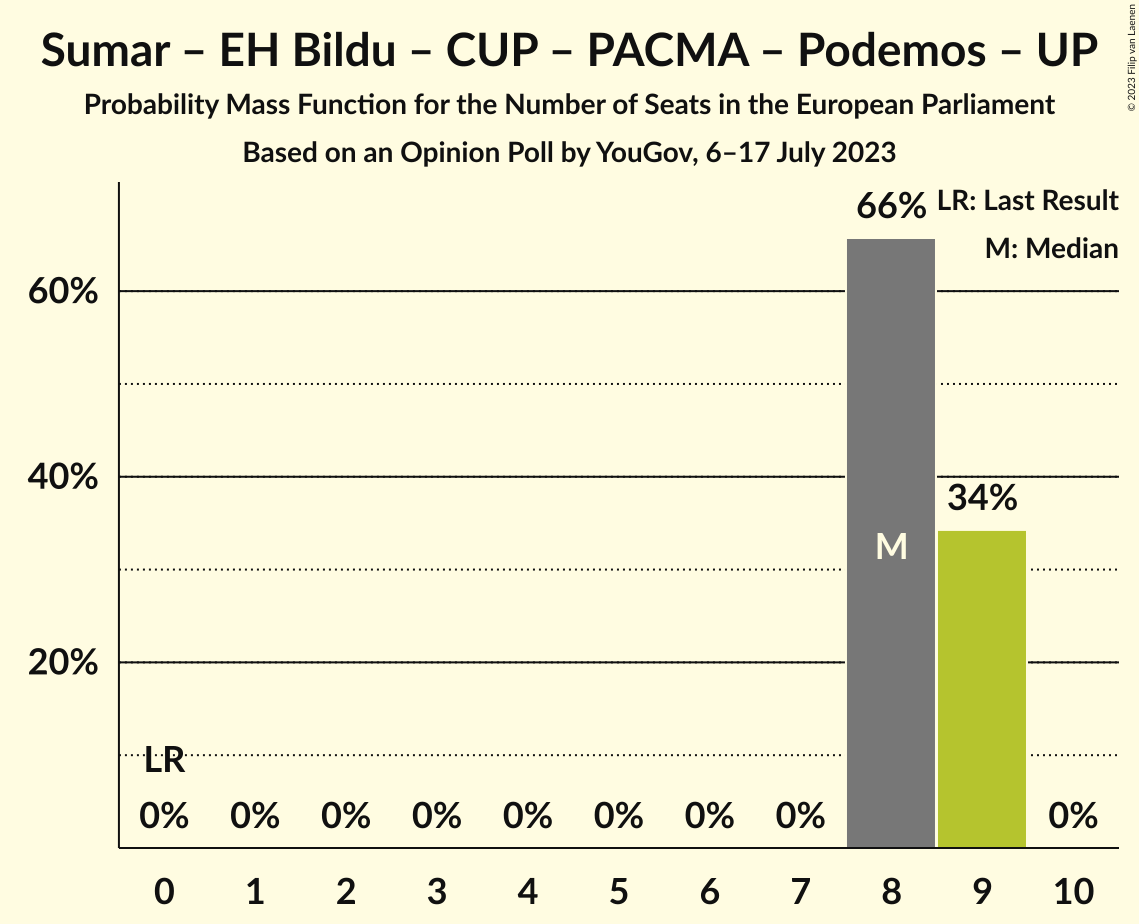 Sumar – EH Bildu – CUP – PACMA – Podemos – UP
Probability Mass Function for the Number of Seats in the European Parliament
Based on an Opinion Poll by YouGov, 6–17 July 2023
© 2023 Filip van Laenen
LR: Last Result
M: Median
66%
60%
40%
34%
M
20%
LR
0% 0% 0% 0% 0% 0% 0% 0% 0%
0 1 2 3 4 5 6 7 8 9 10